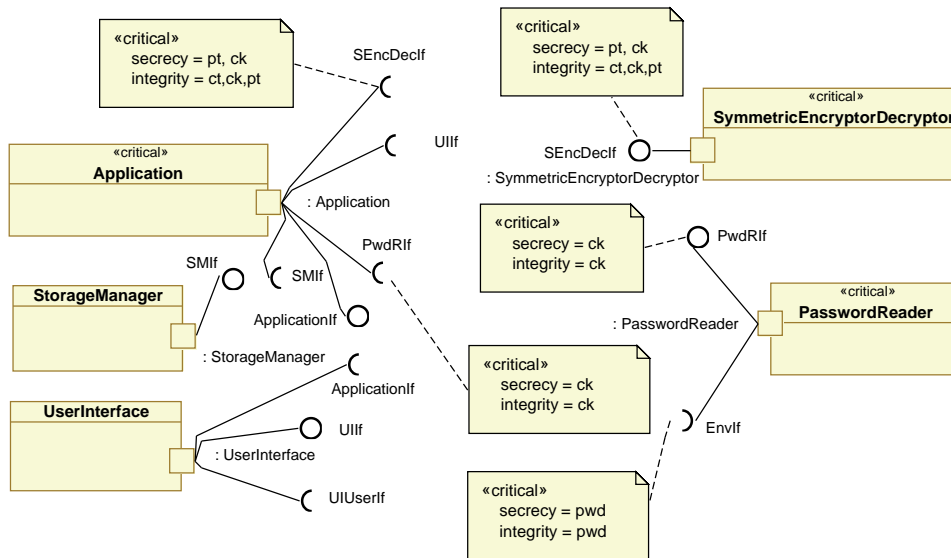 «critical»
secrecy = pt, ck
integrity = ct,ck,pt
SEncDecIf
«critical»
secrecy = pt, ck
integrity = ct,ck,pt
«critical»
SymmetricEncryptorDecryptor
SEncDecIf
: SymmetricEncryptorDecryptor
«critical»
Application
UIIf
: Application
PwdRIf
SMIf
SMIf
ApplicationIf
StorageManager
: StorageManager
«critical»
secrecy = ck
integrity = ck
PwdRIf
«critical»
PasswordReader
: PasswordReader
«critical»
secrecy = ck
integrity = ck
ApplicationIf
UserInterface
UIIf
: UserInterface
UIUserIf
EnvIf
«critical»
secrecy = pwd
integrity = pwd